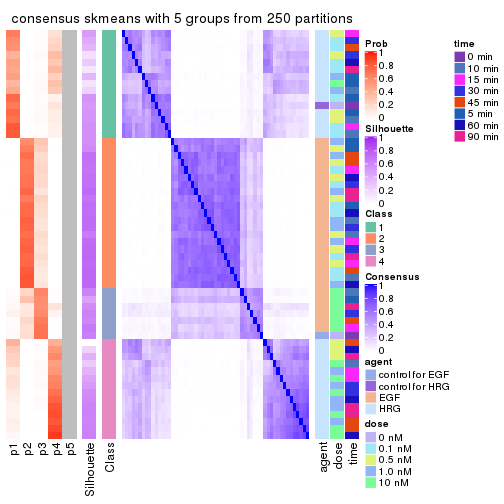 consensus skmeans with 5 groups from 250 partitions
Prob
1
0.8
0.6
0.4
0.2
0
Silhouette
1
0.8
0.6
0.4
0.2
0
Class
1
2
3
4
Consensus
1
0.8
0.6
0.4
0.2
0
agent
control for EGF
control for HRG
EGF
HRG
dose
0 nM
0.1 nM
0.5 nM
1.0 nM
10 nM
time
0 min
10 min
15 min
30 min
45 min
5 min
60 min
90 min
p1
p2
p3
p4
p5
Silhouette
Class
agent
dose
time